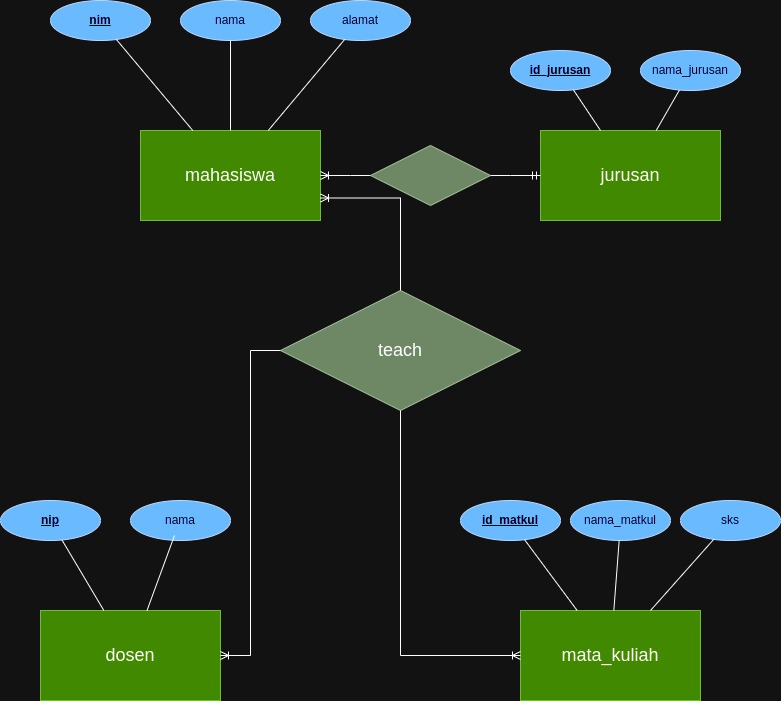 nim
nama
alamat
id_jurusan
nama_jurusan
mahasiswa
jurusan
teach
nip
nama
id_matkul
nama_matkul
sks
dosen
mata_kuliah